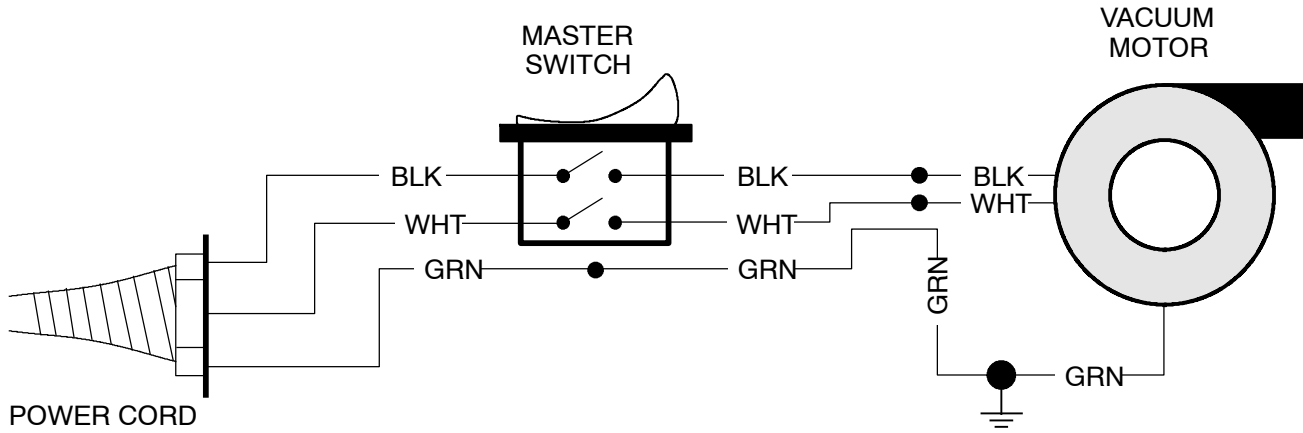 VACUUM
MOTOR
MASTER
SWITCH
BLK
BLK
BLK
WHT
WHT
WHT
GRN
GRN
GRN
GRN
POWER CORD